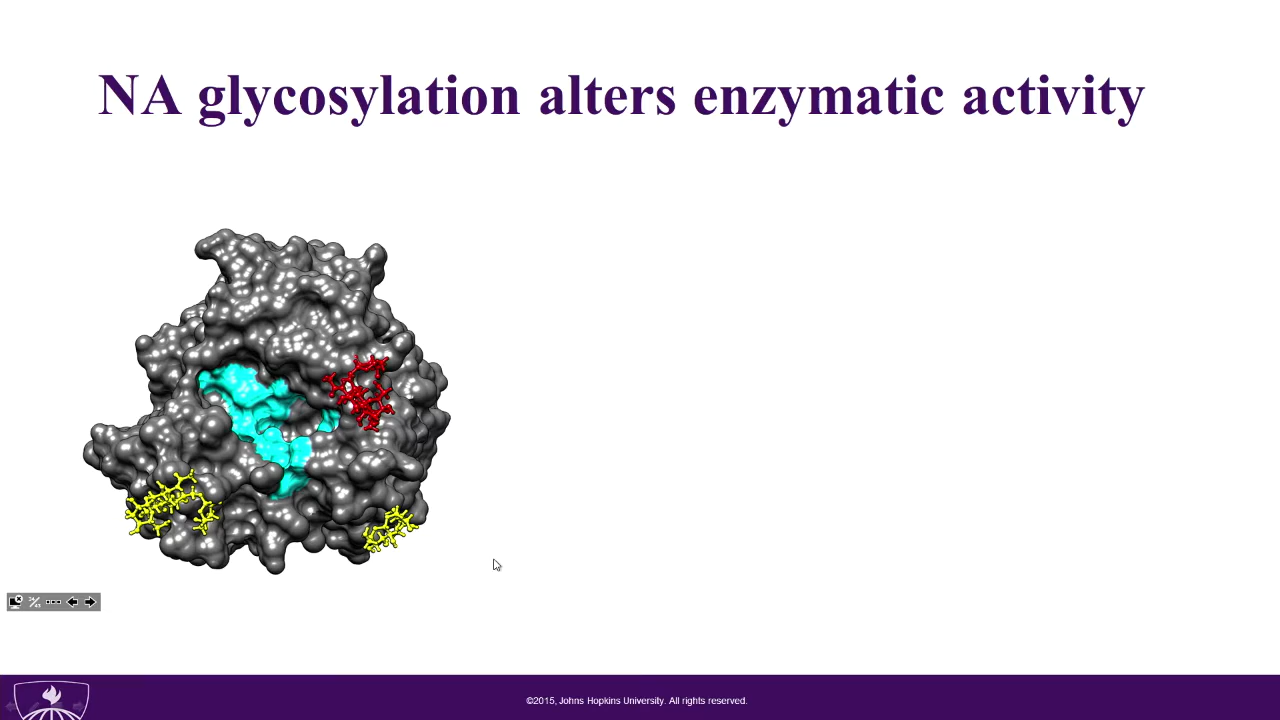 NA glycosylation alters enzymatic activity
©2015, Johns Hopkins University. All rights reserved.